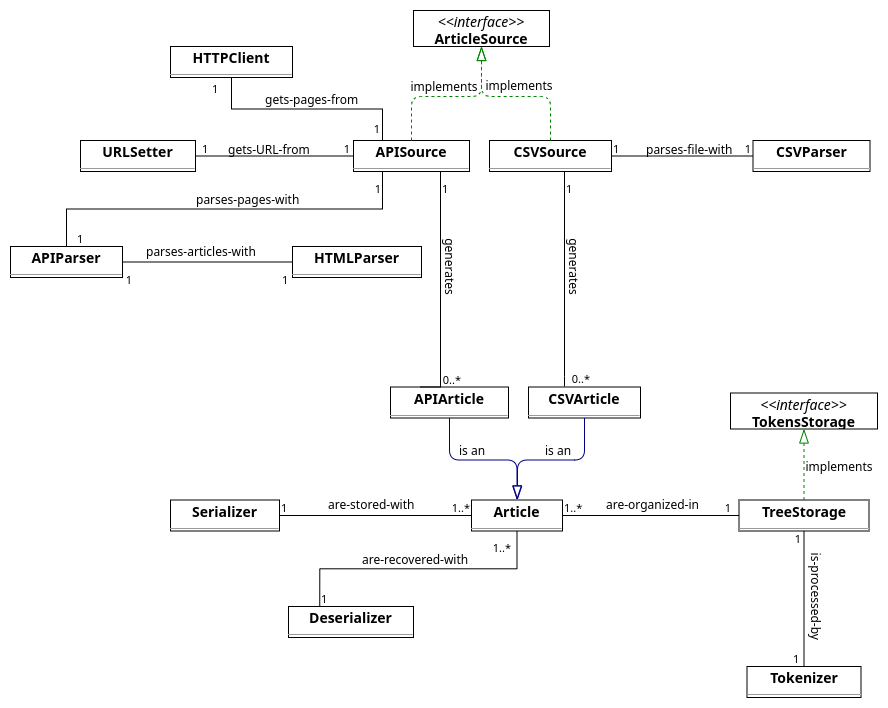 <<interface>>
ArticleSource
HTTPClient
implements
implements
1
gets-pages-from
1
URLSetter
1
gets-URL-from
1
APISource
CSVSource
1
parses-file-with
1
CSVParser
1
1
1
parses-pages-with
1
generates
generates
APIParser
parses-articles-with
HTMLParser
1
1
0..*
0..*
APIArticle
CSVArticle
<<interface>>
TokensStorage
is an
is an
implements
Serializer
1
are-stored-with
1..*
Article
1..*
are-organized-in
1
TreeStorage
1..*
1
are-recovered-with
is-processed-by
1
Deserializer
1
Tokenizer